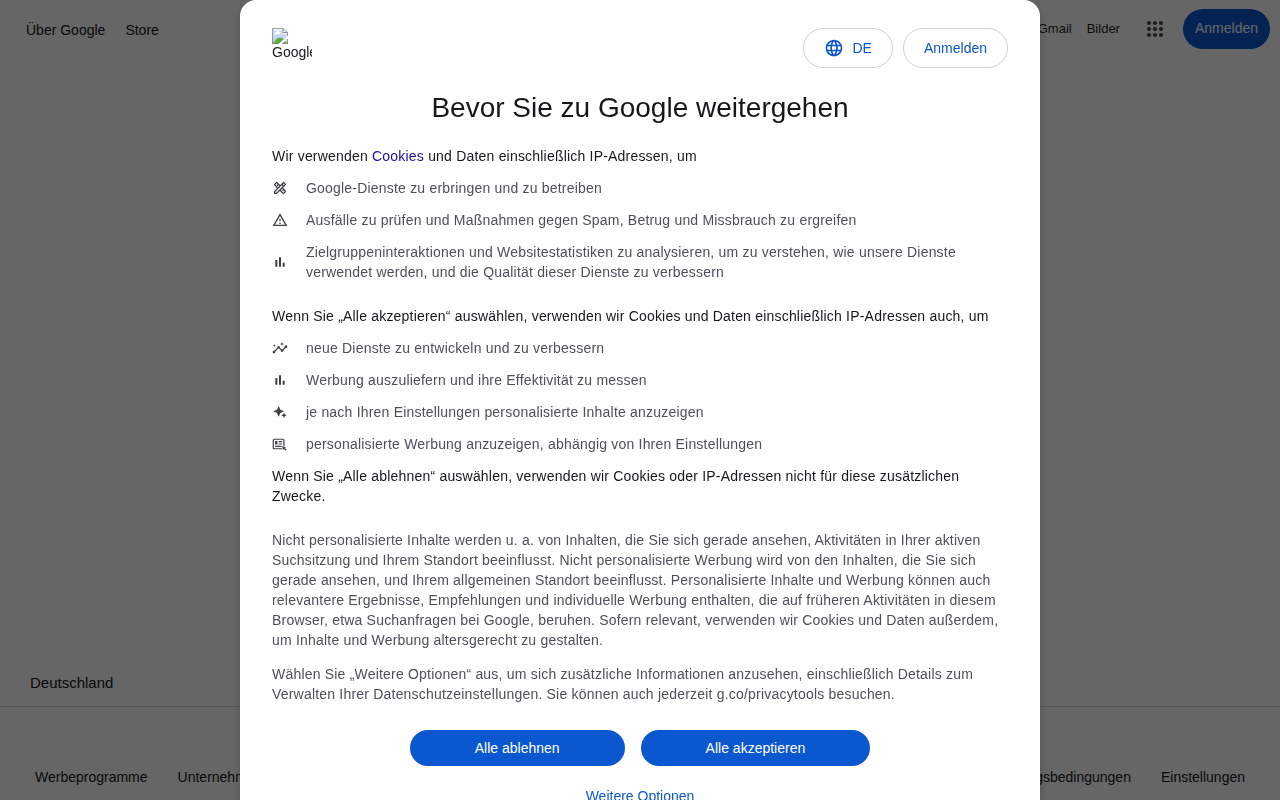 Über Google Store Gmail Bilder Anmelden
Google DE Anmelden
Bevor Sie zu Google weitergehen
Wir verwenden Cookies und Daten einschließlich IP-Adressen, um
Google-Dienste zu erbringen und zu betreiben
Ausfälle zu prüfen und Maßnahmen gegen Spam, Betrug und Missbrauch zu ergreifen
Zielgruppeninteraktionen und Websitestatistiken zu analysieren, um zu verstehen, wie unsere Dienste
verwendet werden, und die Qualität dieser Dienste zu verbessern
Wenn Sie „Alle akzeptieren“ auswählen, verwenden wir Cookies und Daten einschließlich IP-Adressen auch, um
neue Dienste zu entwickeln und zu verbessern
Werbung auszuliefern und ihre Effektivität zu messen
je nach Ihren Einstellungen personalisierte Inhalte anzuzeigen
personalisierte Werbung anzuzeigen, abhängig von Ihren Einstellungen
Wenn Sie „Alle ablehnen“ auswählen, verwenden wir Cookies oder IP-Adressen nicht für diese zusätzlichen
Zwecke.
Nicht personalisierte Inhalte werden u. a. von Inhalten, die Sie sich gerade ansehen, Aktivitäten in Ihrer aktiven
Suchsitzung und Ihrem Standort beeinflusst. Nicht personalisierte Werbung wird von den Inhalten, die Sie sich
gerade ansehen, und Ihrem allgemeinen Standort beeinflusst. Personalisierte Inhalte und Werbung können auch
relevantere Ergebnisse, Empfehlungen und individuelle Werbung enthalten, die auf früheren Aktivitäten in diesem
Browser, etwa Suchanfragen bei Google, beruhen. Sofern relevant, verwenden wir Cookies und Daten außerdem,
um Inhalte und Werbung altersgerecht zu gestalten.
Wählen Sie „Weitere Optionen“ aus, um sich zusätzliche Informationen anzusehen, einschließlich Details zum
Verwalten Ihrer Datenschutzeinstellungen. Sie können auch jederzeit g.co/privacytools besuchen.
Deutschland
Alle ablehnen Alle akzeptieren
Werbeprogramme Unterneh gsbedingungen Einstellungen
Weitere Optionen